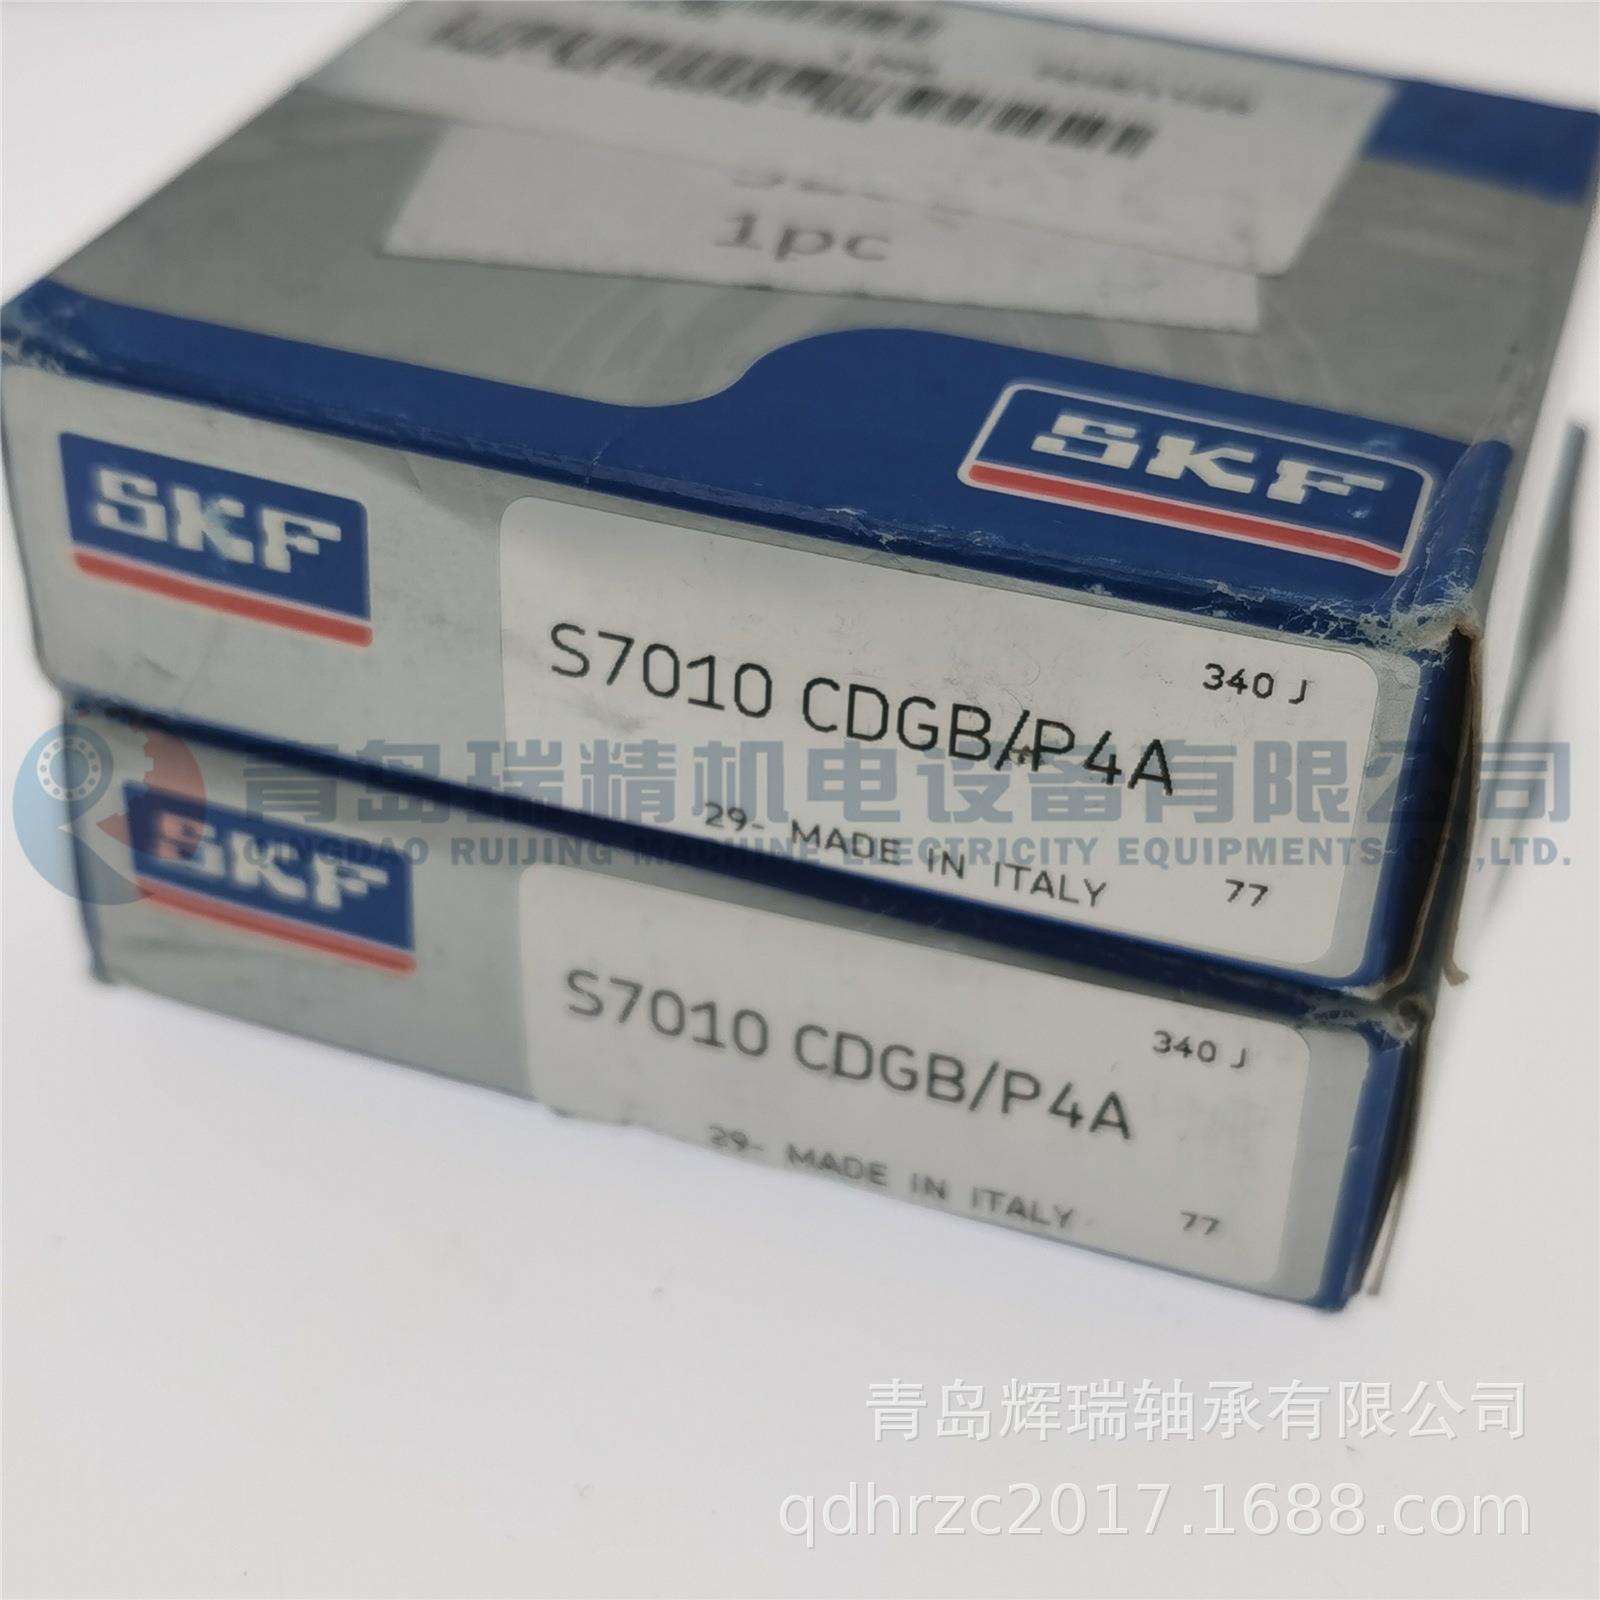 1pc
SKF
SKF
S7010 CDGB/P4A
340 J
29- MADE IN ITALY
77
青岛瑞精机电设备有限公司
QINGDAO RUIJING MACHINE ELECTRICITY EQUIPMENTS CO.,LTD.
SKF
S7010 CDGB/P4A
340 J
29- MADE IN ITALY
77
青岛辉瑞轴承有限公司
qdhrzc2017.1688.com